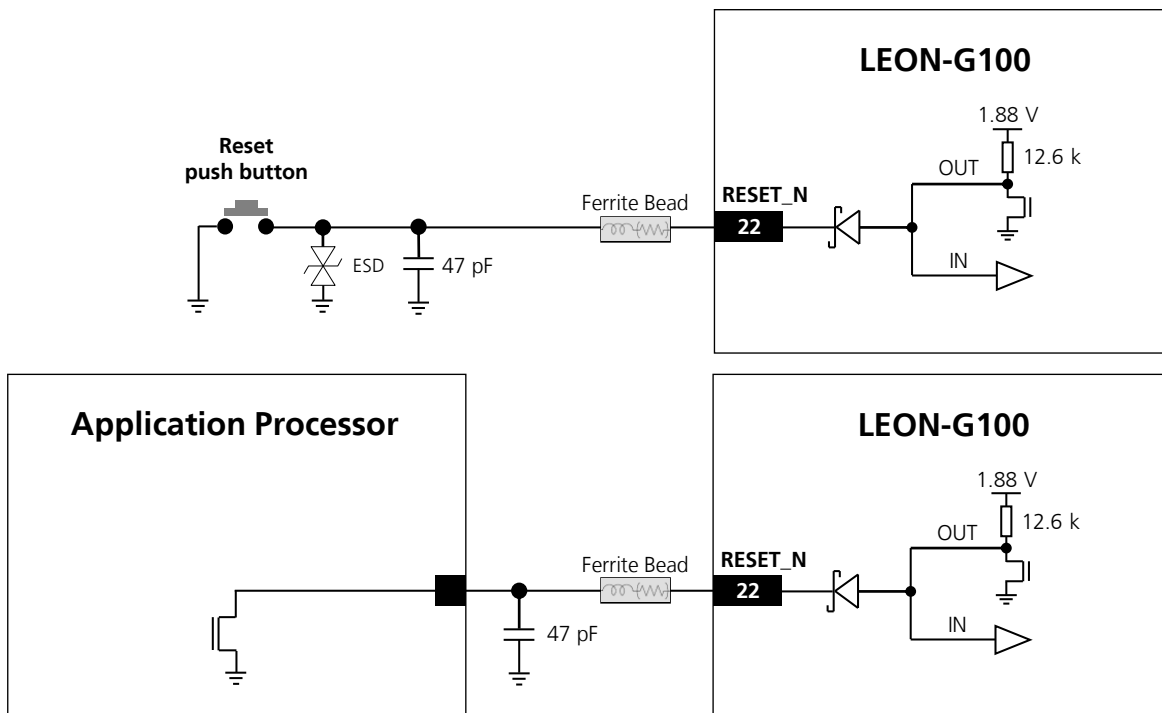 LEON-G100
1.88 V
12.6 k
OUT
Reset
push button
Ferrite Bead
RESET_N
22
ESD
47 pF
IN
Application Processor
LEON-G100
1.88 V
12.6 k
OUT
Ferrite Bead
RESET_N
22
47 pF
IN